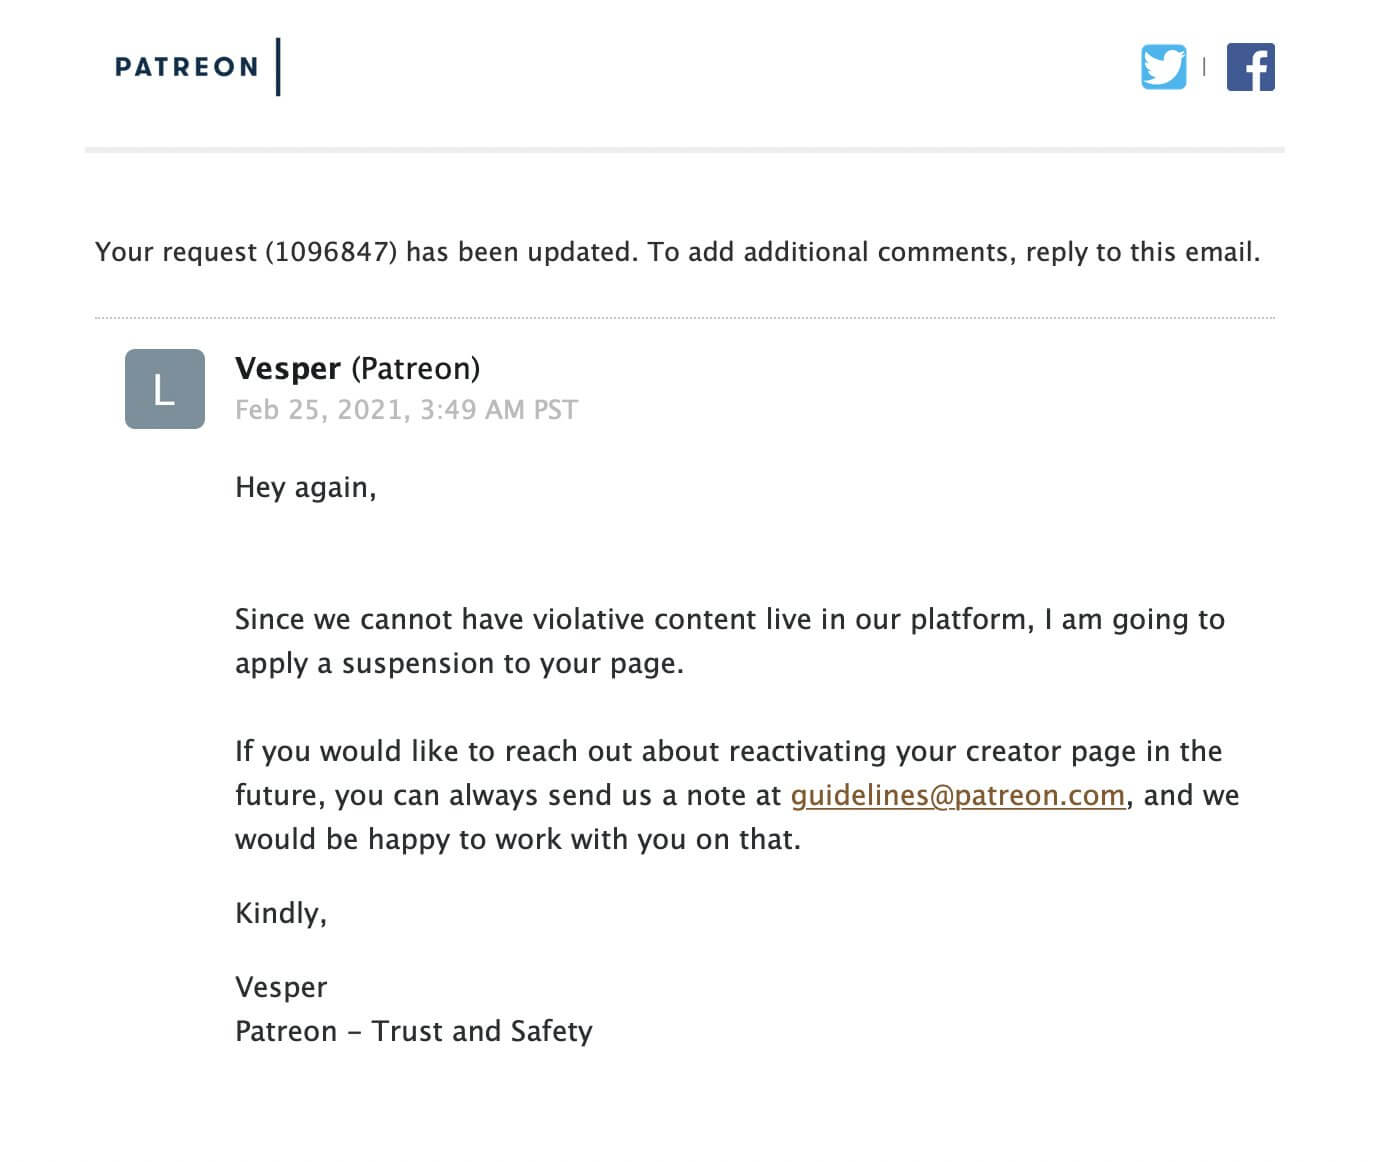 PATREON
Your request (1096847) has been updated. To add additional comments, reply to this email.
L
Vesper (Patreon)
Feb 25, 2021, 3:49 AM PST
Hey again,
Since we cannot have violative content live in our platform, I am going to
apply a suspension to your page.
If you would like to reach out about reactivating your creator page in the
future, you can always send us a note at guidelines@patreon.com, and we
would be happy to work with you on that.
Kindly,
Vesper
Patreon – Trust and Safety